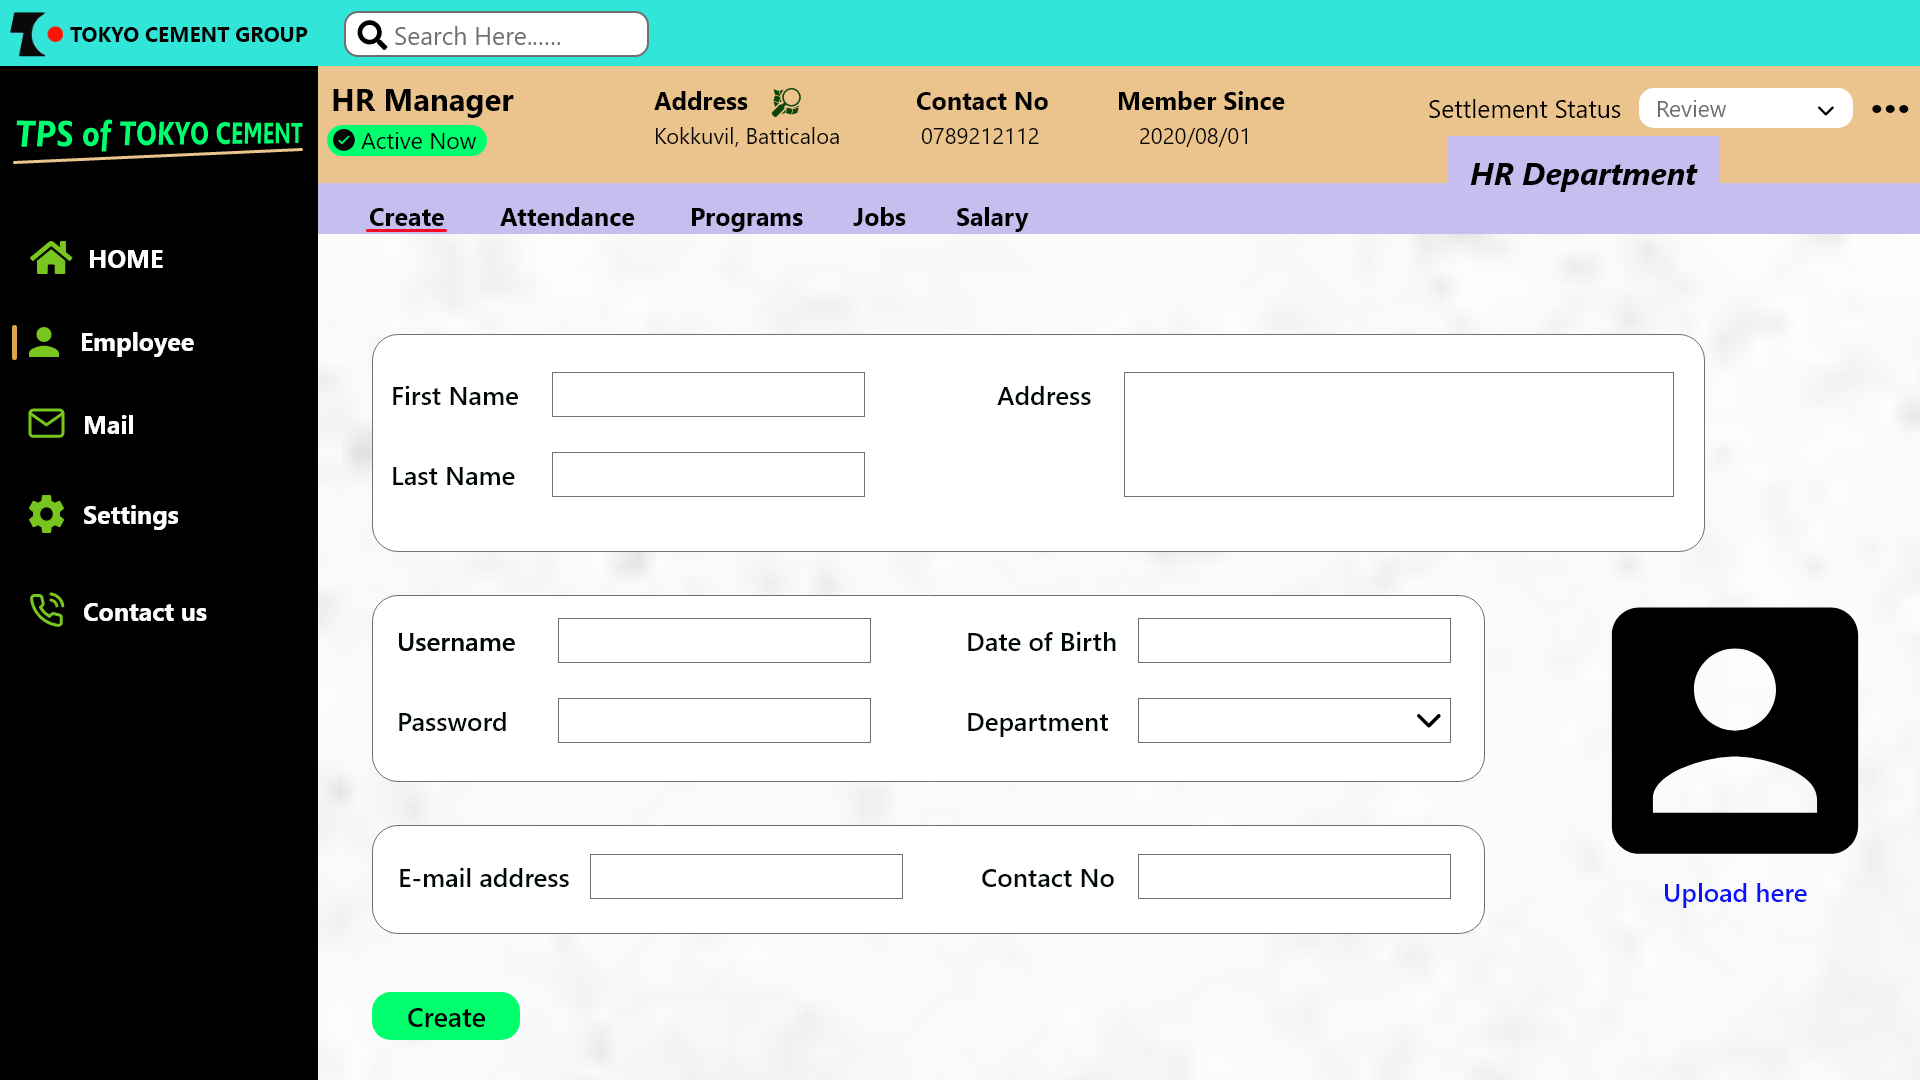 TOKYO CEMENT GROUP
Search Here......
TPS of TOKYO CEMENT
HOME
Employee
Mail
Settings
Contact us
HR Manager
Active Now
Address
Kokkuvil, Batticaloa
Contact No
0789212112
Member Since
2020/08/01
Settlement Status
Review
HR Department
Create Attendance Programs Jobs Salary
First Name
Last Name
Address
Username
Password
Date of Birth
Department
E-mail address
Contact No
Upload here
Create